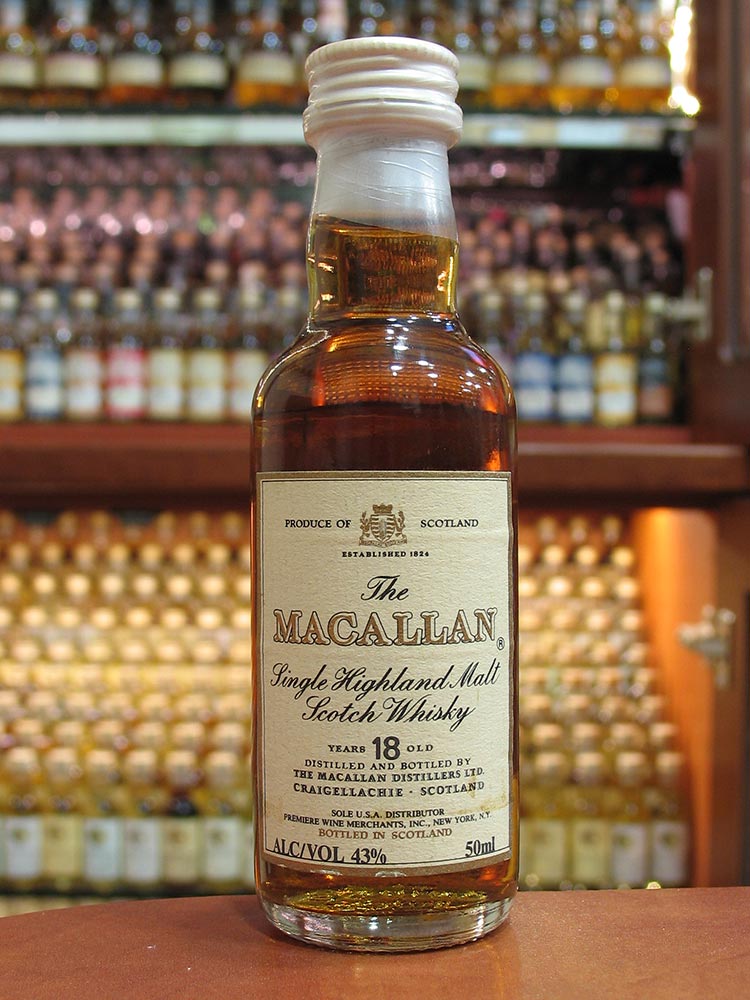 PRODUCE OF SCOTLAND
ESTABLISHED 1824
The
MACALLAN®
Single Highland Malt
Scotch Whisky
YEARS 18 OLD
DISTILLED AND BOTTLED BY
THE MACALLAN DISTILLERS LTD.
CRAIGELLACHIE - SCOTLAND
SOLE U.S.A. DISTRIBUTOR
PREMIERE WINE MERCHANTS, INC., NEW YORK, N.Y.
BOTTLED IN SCOTLAND
ALC/VOL 43% 50ml